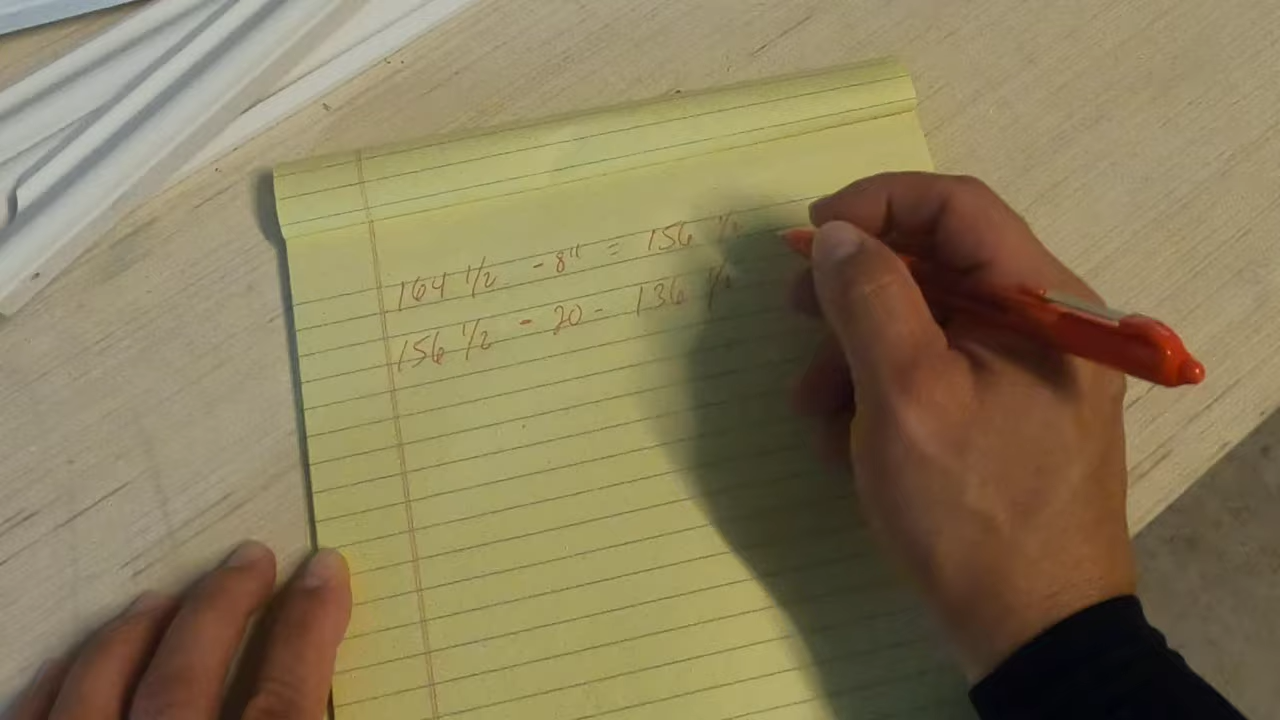 164 1/2 - 8" = 156 1/2
156 1/2 - 20 - 136 1/2